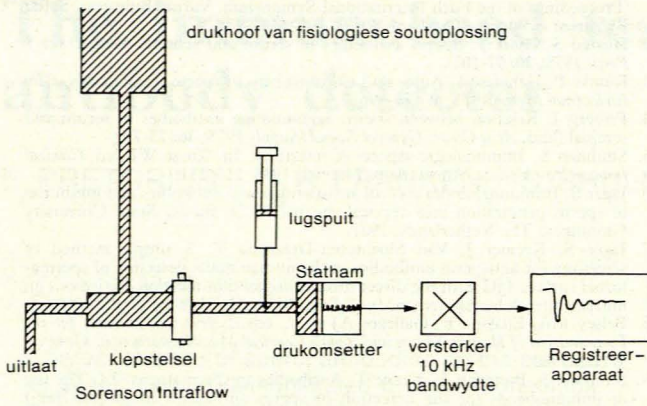 drukhoof van fisiologiese soutoplossing
lugspuit
Statham
drukomsetter
versterker
10 kHz
bandwydte
Registreer-
apparaat
uitlaat
klepstelsel
Sorenson Intraflow